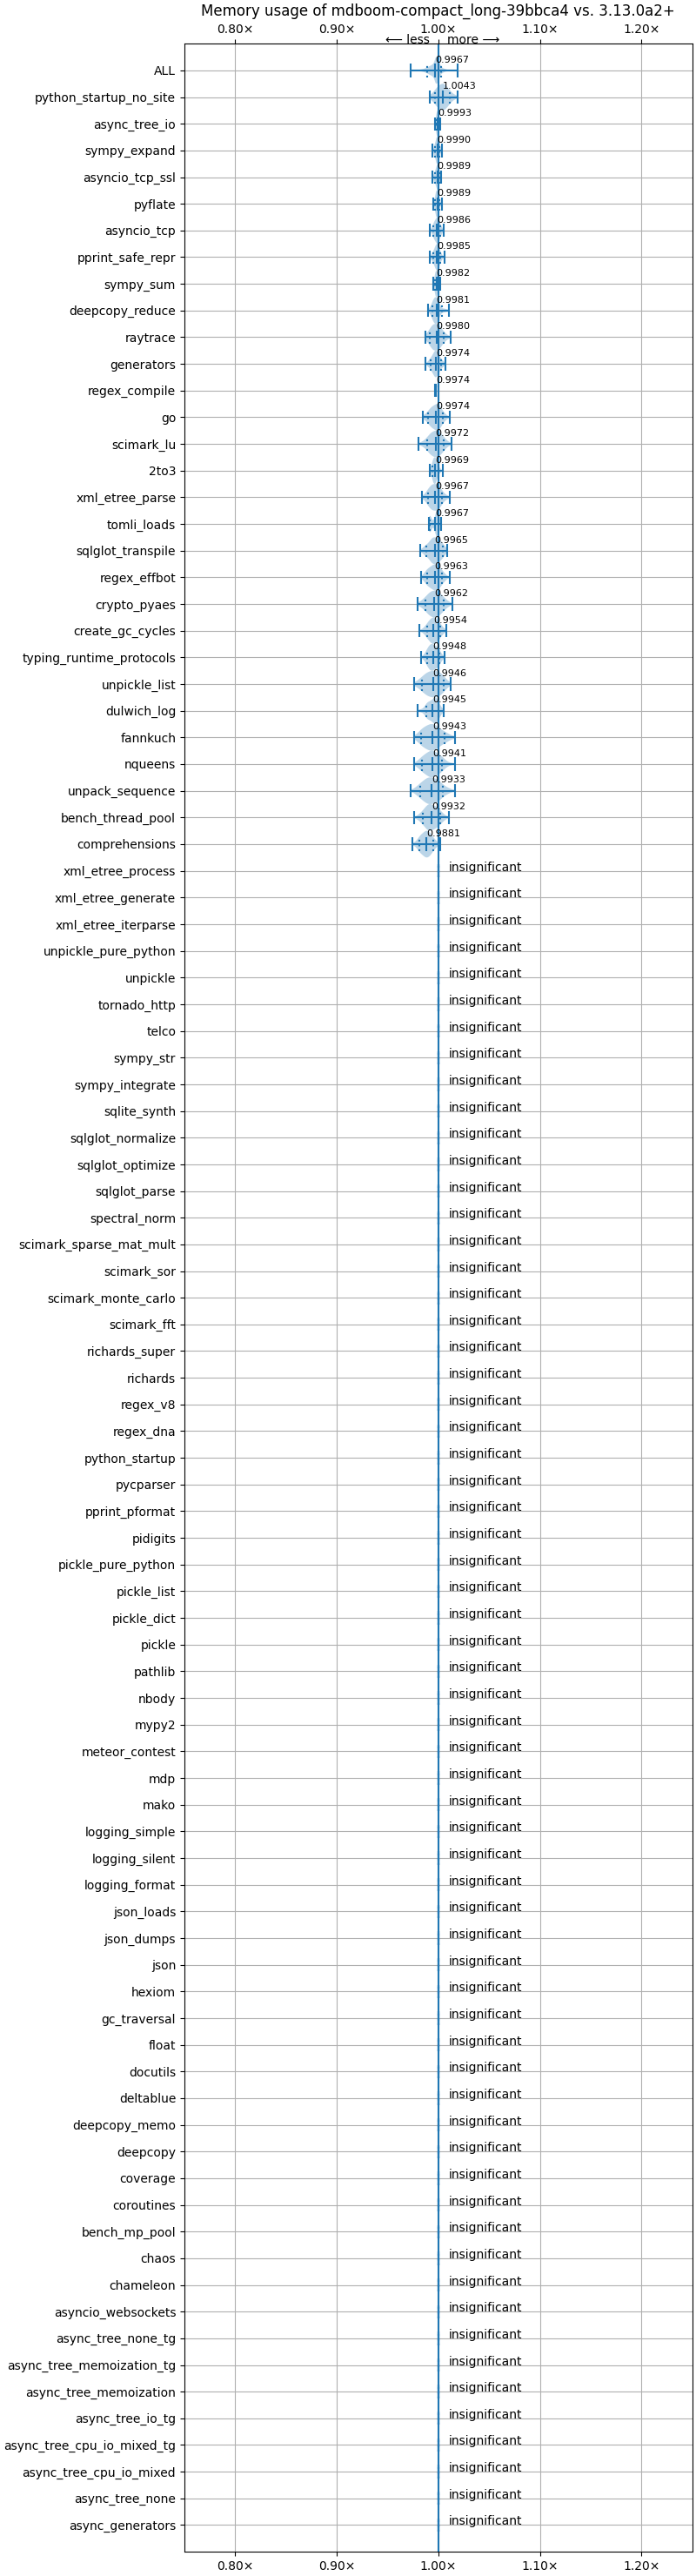 Memory usage of mdboom-compact_long-39bbca4 vs. 3.13.0a2+
0.80× 0.90× 1.00× 1.10× 1.20×
⟵ less more ⟶
ALL 0.9967
python_startup_no_site 1.0043
async_tree_io 0.9993
sympy_expand 0.9990
asyncio_tcp_ssl 0.9989
pyflate 0.9989
asyncio_tcp 0.9986
pprint_safe_repr 0.9985
sympy_sum 0.9982
deepcopy_reduce 0.9981
raytrace 0.9980
generators 0.9974
regex_compile 0.9974
go 0.9974
scimark_lu 0.9972
2to3 0.9969
xml_etree_parse 0.9967
tomli_loads 0.9967
sqlglot_transpile 0.9965
regex_effbot 0.9963
crypto_pyaes 0.9962
create_gc_cycles 0.9954
typing_runtime_protocols 0.9948
unpickle_list 0.9946
dulwich_log 0.9945
fannkuch 0.9943
nqueens 0.9941
unpack_sequence 0.9933
bench_thread_pool 0.9932
comprehensions 0.9881
xml_etree_process insignificant
xml_etree_generate insignificant
xml_etree_iterparse insignificant
unpickle_pure_python insignificant
unpickle insignificant
tornado_http insignificant
telco insignificant
sympy_str insignificant
sympy_integrate insignificant
sqlite_synth insignificant
sqlglot_normalize insignificant
sqlglot_optimize insignificant
sqlglot_parse insignificant
spectral_norm insignificant
scimark_sparse_mat_mult insignificant
scimark_sor insignificant
scimark_monte_carlo insignificant
scimark_fft insignificant
richards_super insignificant
richards insignificant
regex_v8 insignificant
regex_dna insignificant
python_startup insignificant
pycparser insignificant
pprint_pformat insignificant
pidigits insignificant
pickle_pure_python insignificant
pickle_list insignificant
pickle_dict insignificant
pickle insignificant
pathlib insignificant
nbody insignificant
mypy2 insignificant
meteor_contest insignificant
mdp insignificant
mako insignificant
logging_simple insignificant
logging_silent insignificant
logging_format insignificant
json_loads insignificant
json_dumps insignificant
json insignificant
hexiom insignificant
gc_traversal insignificant
float insignificant
docutils insignificant
deltablue insignificant
deepcopy_memo insignificant
deepcopy insignificant
coverage insignificant
coroutines insignificant
bench_mp_pool insignificant
chaos insignificant
chameleon insignificant
asyncio_websockets insignificant
async_tree_none_tg insignificant
async_tree_memoization_tg insignificant
async_tree_memoization insignificant
async_tree_io_tg insignificant
async_tree_cpu_io_mixed_tg insignificant
async_tree_cpu_io_mixed insignificant
async_tree_none insignificant
async_generators insignificant
0.80× 0.90× 1.00× 1.10× 1.20×